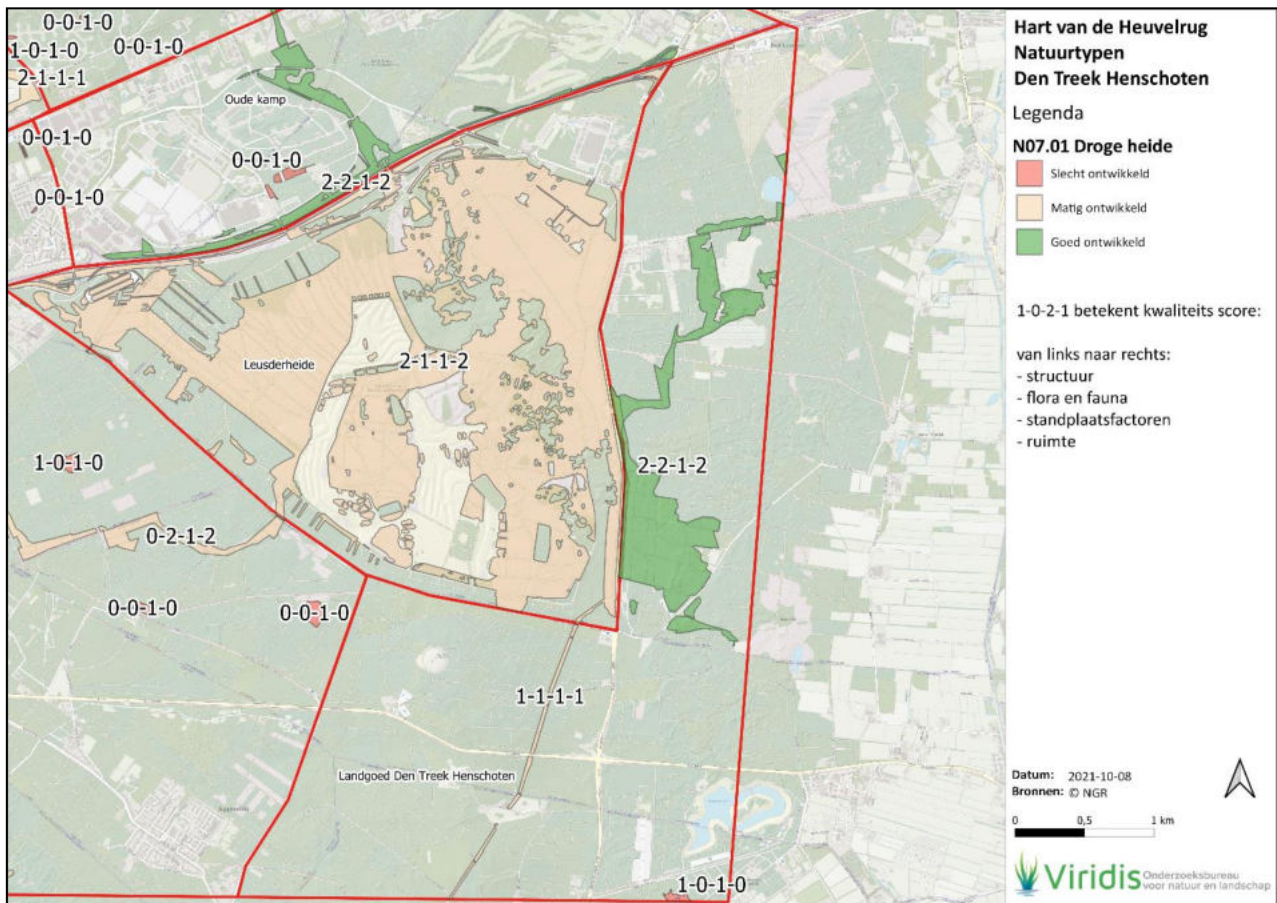 0-0-1-0
1-0-1-0
0-0-1-0
2-1-1-1
Oude kamp
0-0-1-0
0-0-1-0
2-2-1-2
0-0-1-0
Leusderheide
2-1-1-2
1-0-1-0
2-2-1-2
0-2-1-2
0-0-1-0
0-0-1-0
1-1-1-1
Landgoed Den Treek Henschoten
1-0-1-0
Hart van de Heuvelrug
Natuurtypen
Den Treek Henschoten
Legenda
N07.01 Droge heide
Slecht ontwikkeld
Matig ontwikkeld
Goed ontwikkeld
1-0-2-1 betekent kwaliteits score:
van links naar rechts:
- structuur
- flora en fauna
- standplaatsfactoren
- ruimte
Datum: 2021-10-08
Bronnen: © NGR
0 0,5 1 km
Viridis Onderzoeksbureau
voor natuur en landschap